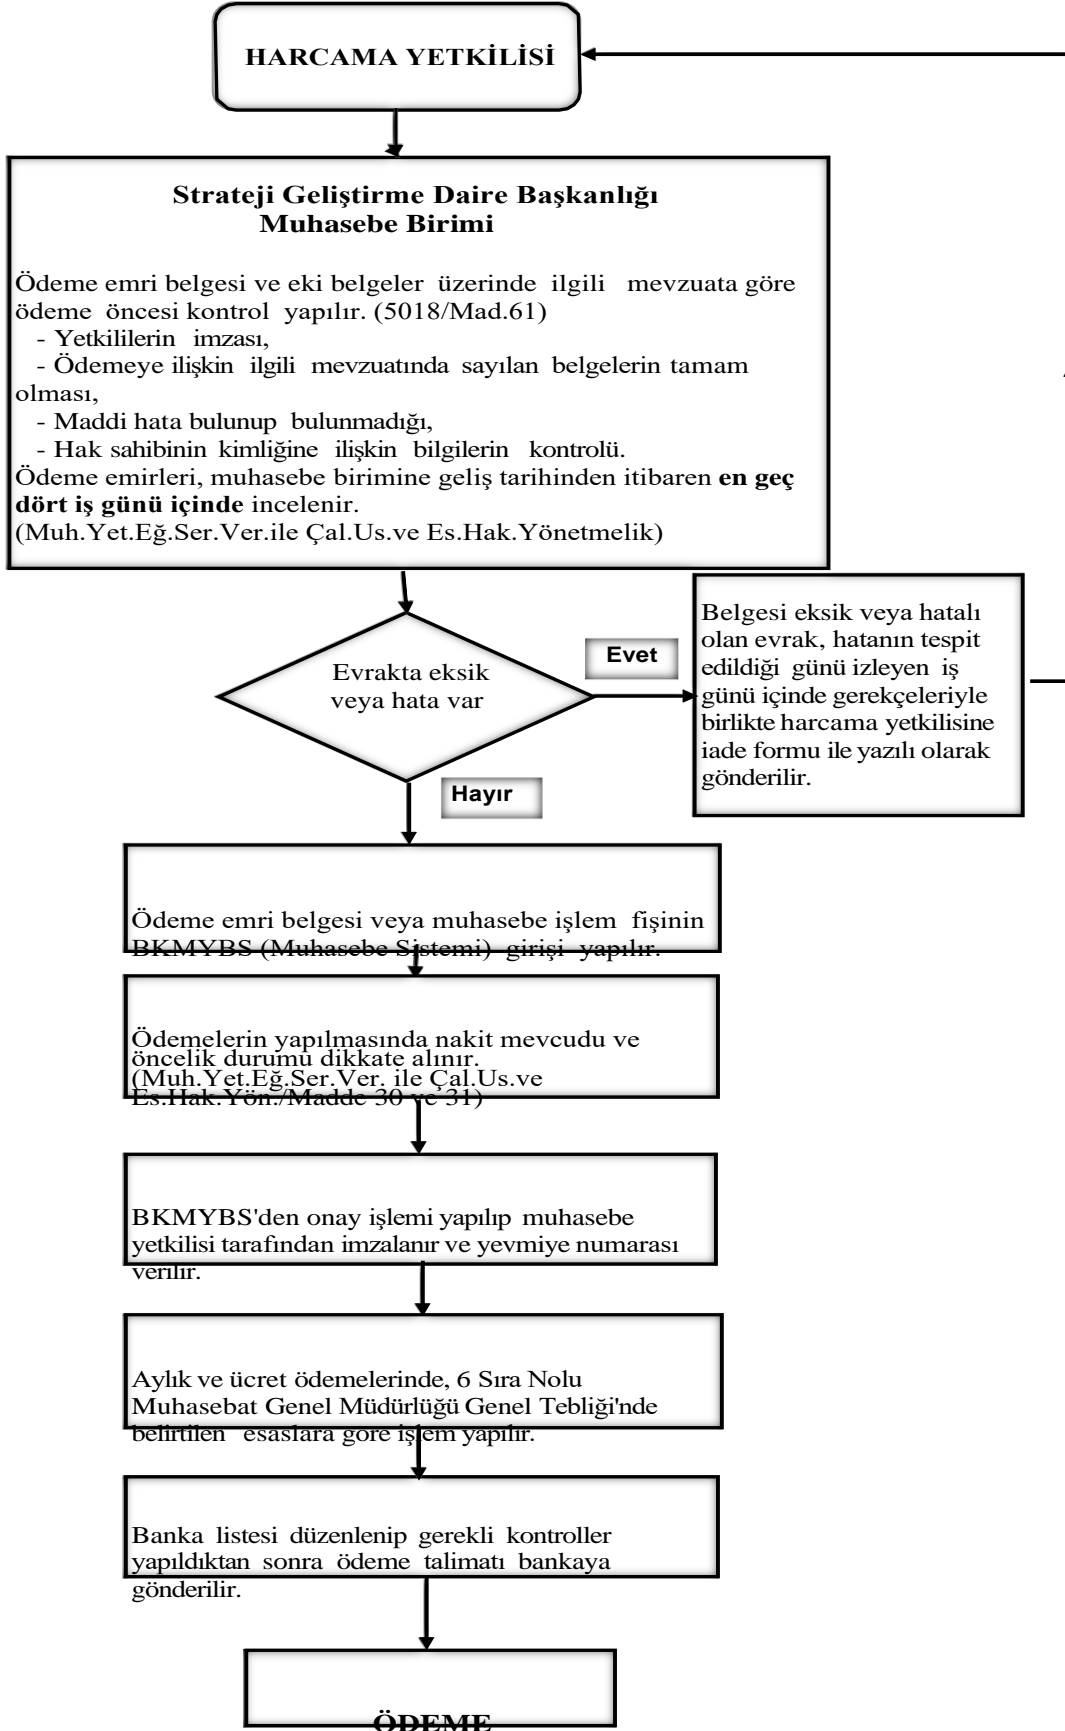 HARCAMA YETKİLİSİ
Strateji Geliştirme Daire Başkanlığı
Muhasebe Birimi
Ödeme emri belgesi ve eki belgeler üzerinde ilgili mevzuata göre
ödeme öncesi kontrol yapılır. (5018/Mad.61)
- Yetkililerin imzası,
- Ödemeye ilişkin ilgili mevzuatında sayılan belgelerin tamam
olması,
- Maddi hata bulunup bulunmadığı,
- Hak sahibinin kimliğine ilişkin bilgilerin kontrolü.
Ödeme emirleri, muhasebe birimine geliş tarihinden itibaren en geç
dört iş günü içinde incelenir.
(Muh.Yet.Eğ.Ser.Ver.ile Çal.Us.ve Es.Hak.Yönetmelik)
Evrakta eksik
veya hata var
Evet
Belgesi eksik veya hatalı
olan evrak, hatanın tespit
edildiği günü izleyen iş
günü içinde gerekçeleriyle
birlikte harcama yetkilisine
iade formu ile yazılı olarak
gönderilir.
Hayır
Ödeme emri belgesi veya muhasebe işlem fişinin
BKMYBS (Muhasebe Sistemi) girişi yapılır.
Ödemelerin yapılmasında nakit mevcudu ve
öncelik durumu dikkate alınır.
(Muh.Yet.Eğ.Ser.Ver. ile Çal.Us.ve
Es.Hak.Yön./Madde 30 ve 31)
BKMYBS'den onay işlemi yapılıp muhasebe
yetkilisi tarafından imzalanır ve yevmiye numarası
verilir.
Aylık ve ücret ödemelerinde, 6 Sıra Nolu
Muhasebat Genel Müdürlüğü Genel Tebliği'nde
belirtilen esaslara göre işlem yapılır.
Banka listesi düzenlenip gerekli kontroller
yapıldıktan sonra ödeme talimatı bankaya
gönderilir.
ÖDEME